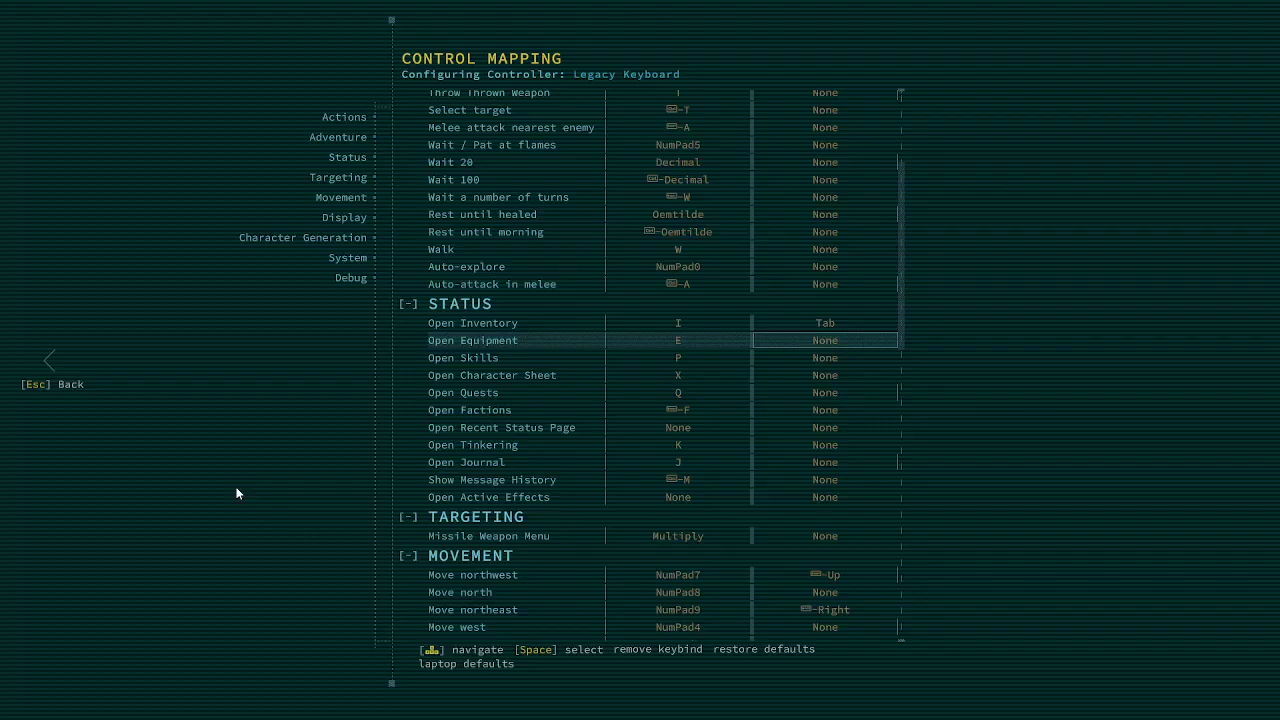 CONTROL MAPPING
Configuring Controller: Legacy Keyboard
Actions
Adventure
Status
Targeting
Movement
Display
Character Generation
System
Debug
[Esc] Back
Throw Thrown Weapon T None
Select target -T None
Melee attack nearest enemy -A None
Wait / Pat at flames NumPad5 None
Wait 20 Decimal None
Wait 100 -Decimal None
Wait a number of turns -W None
Rest until healed Oemtilde None
Rest until morning -Oemtilde None
Walk W None
Auto-explore NumPad0 None
Auto-attack in melee -A None
[-] STATUS
Open Inventory I Tab
Open Equipment E None
Open Skills P None
Open Character Sheet X None
Open Quests Q None
Open Factions -F None
Open Recent Status Page None None
Open Tinkering K None
Open Journal J None
Show Message History -M None
Open Active Effects None None
[-] TARGETING
Missile Weapon Menu Multiply None
[-] MOVEMENT
Move northwest NumPad7 -Up
Move north NumPad8 None
Move northeast NumPad9 -Right
Move west NumPad4 None
[ ] navigate [Space] select remove keybind restore defaults
laptop defaults